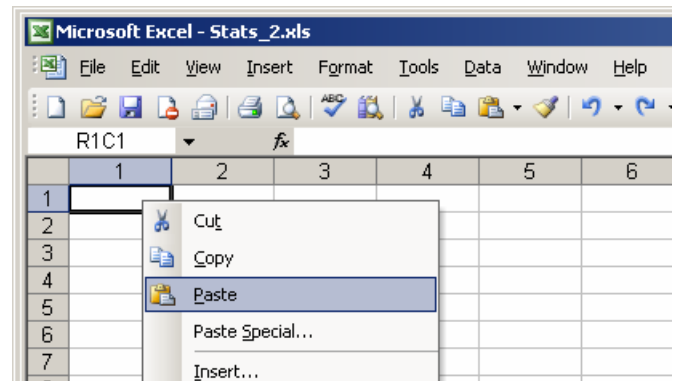 Microsoft Excel - Stats_2.xls
File Edit View Insert Format Tools Data Window Help
ABC
R1C1 fx
1 2 3 4 5 6
1
2 Cut
3 Copy
4
5 Paste
6 Paste Special...
7 Insert...